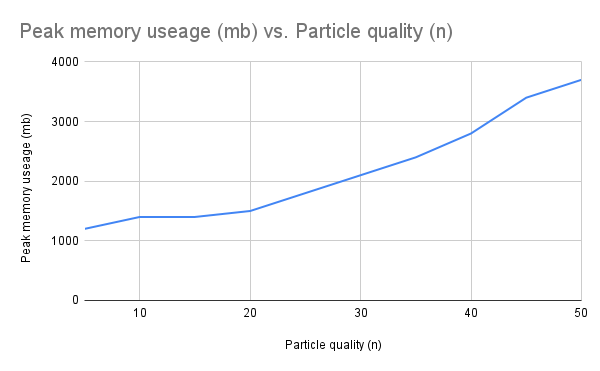 Peak memory useage (mb) vs. Particle quality (n)
Peak memory useage (mb)
4000
3000
2000
1000
0
10 20 30 40 50
Particle quality (n)